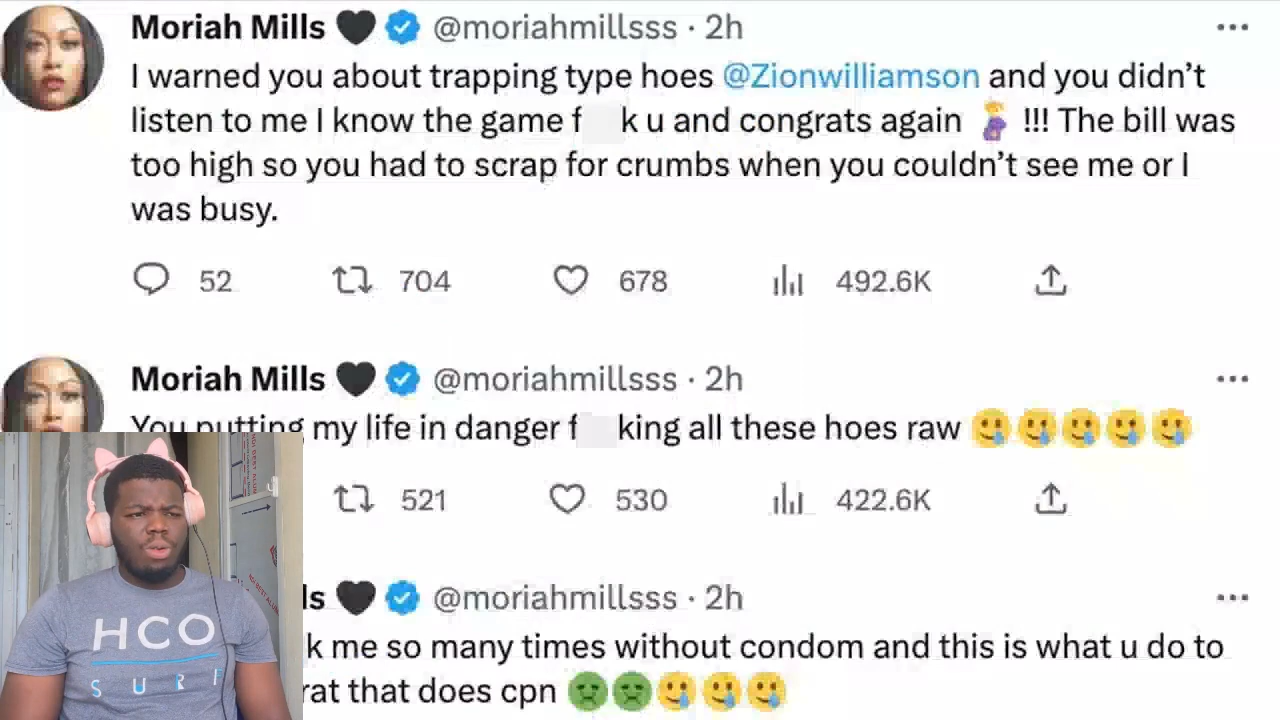 Moriah Mills 🖤 @moriahmillsss · 2h
I warned you about trapping type hoes @Zionwilliamson and you didn’t
listen to me I know the game f k u and congrats again 🤰 !!! The bill was
too high so you had to scrap for crumbs when you couldn’t see me or I
was busy.
52 704 678 492.6K
Moriah Mills 🖤 @moriahmillsss · 2h
You putting my life in danger f king all these hoes raw 🥲🥲🥲🥲🥲
521 530 422.6K
ls 🖤 @moriahmillsss · 2h
k me so many times without condom and this is what u do to
rat that does cpn 🤢🤢🥲🥲🥲
HCO
SURF